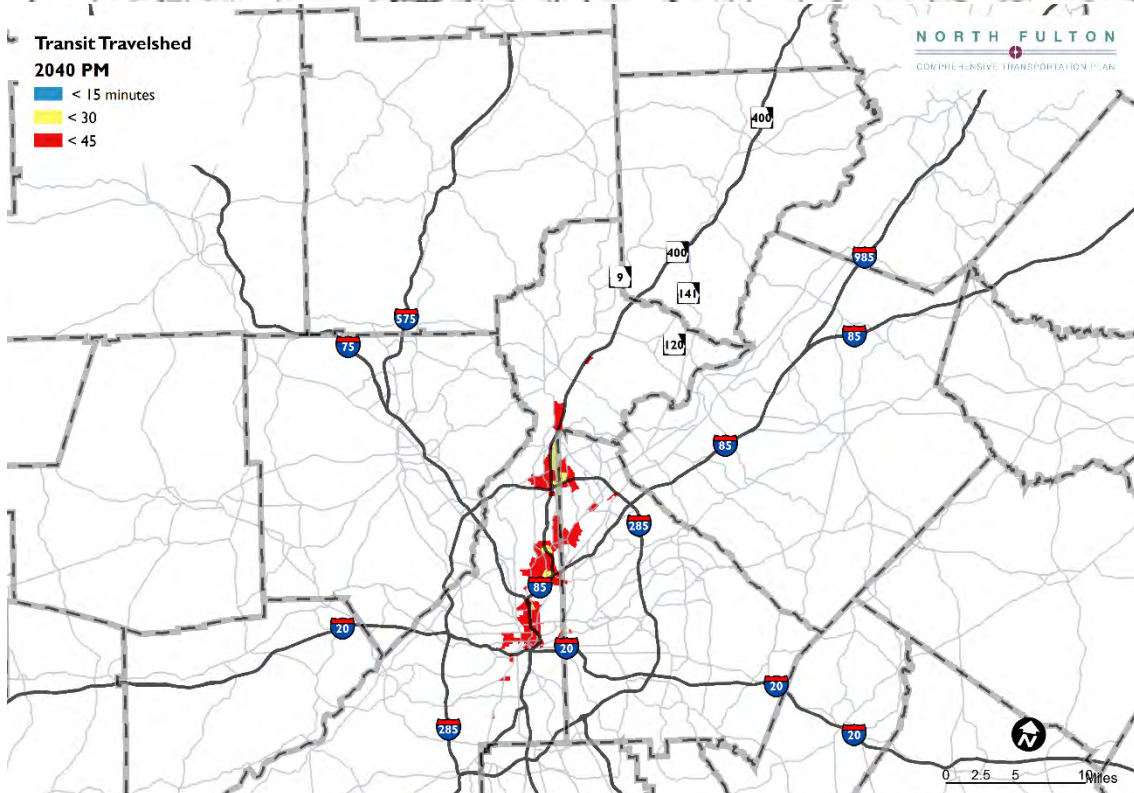 Transit Travelshed
2040 PM
< 15 minutes
< 30
< 45
NORTH FULTON
COMPREHENSIVE TRANSPORTATION PLAN
400
400
9
985
141
575
85
75
120
85
285
85
20
20
20
285
20
N
0 2.5 5 10 Miles